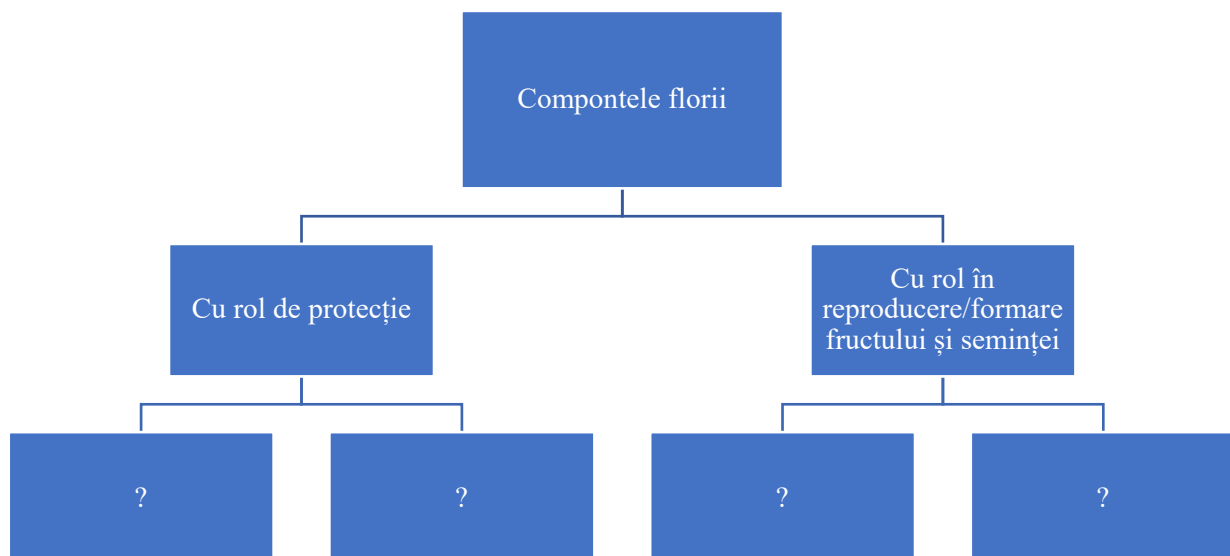 Compontele florii
Cu rol de protecție
Cu rol în
reproducere/formare
fructului și seminței
?
?
?
?